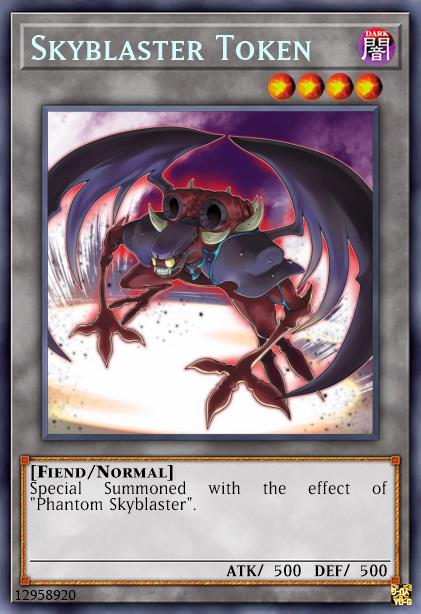 Skyblaster Token
DARK
闇
[Fiend/Normal]
Special Summoned with the effect of
"Phantom Skyblaster".
ATK/ 500 DEF/ 500
12958920